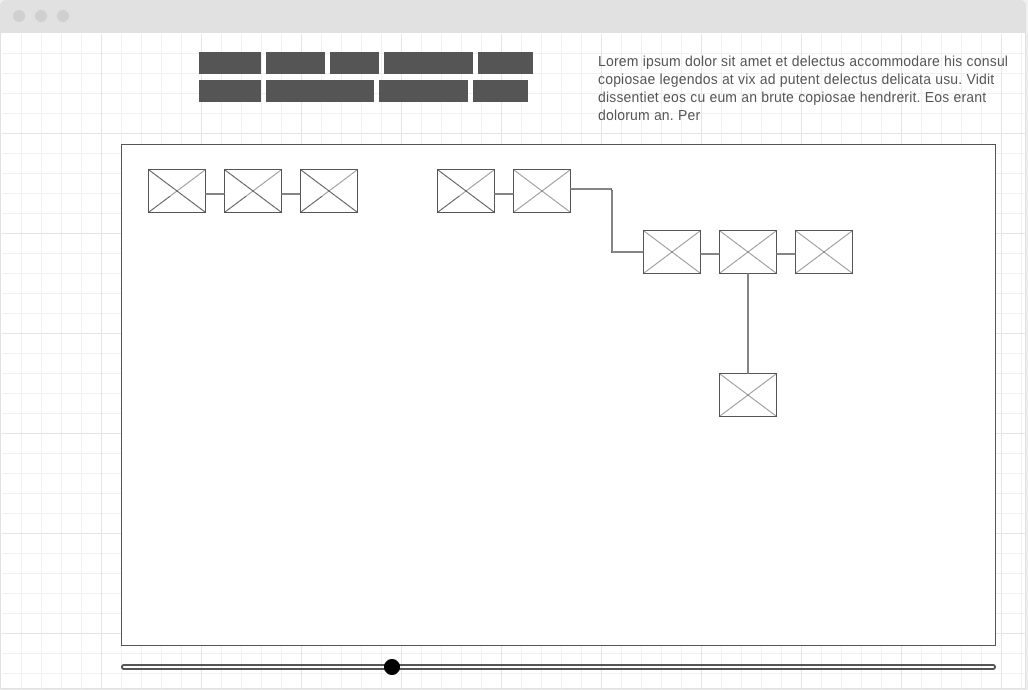 Lorem ipsum dolor sit amet et delectus accommodare his consul
copiosae legendos at vix ad putent delectus delicata usu. Vidit
dissentiet eos cu eum an brute copiosae hendrerit. Eos erant
dolorum an. Per